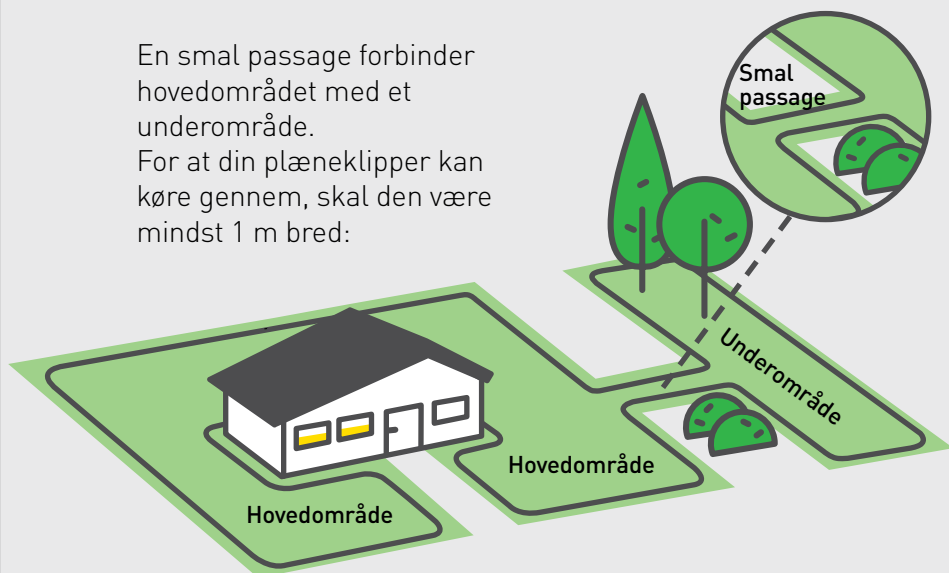 En smal passage forbinder
hovedområdet med et
underområde.
For at din plæneklipper kan
køre gennem, skal den være
mindst 1 m bred:
Smal
passage
Underområde
Hovedområde
Hovedområde